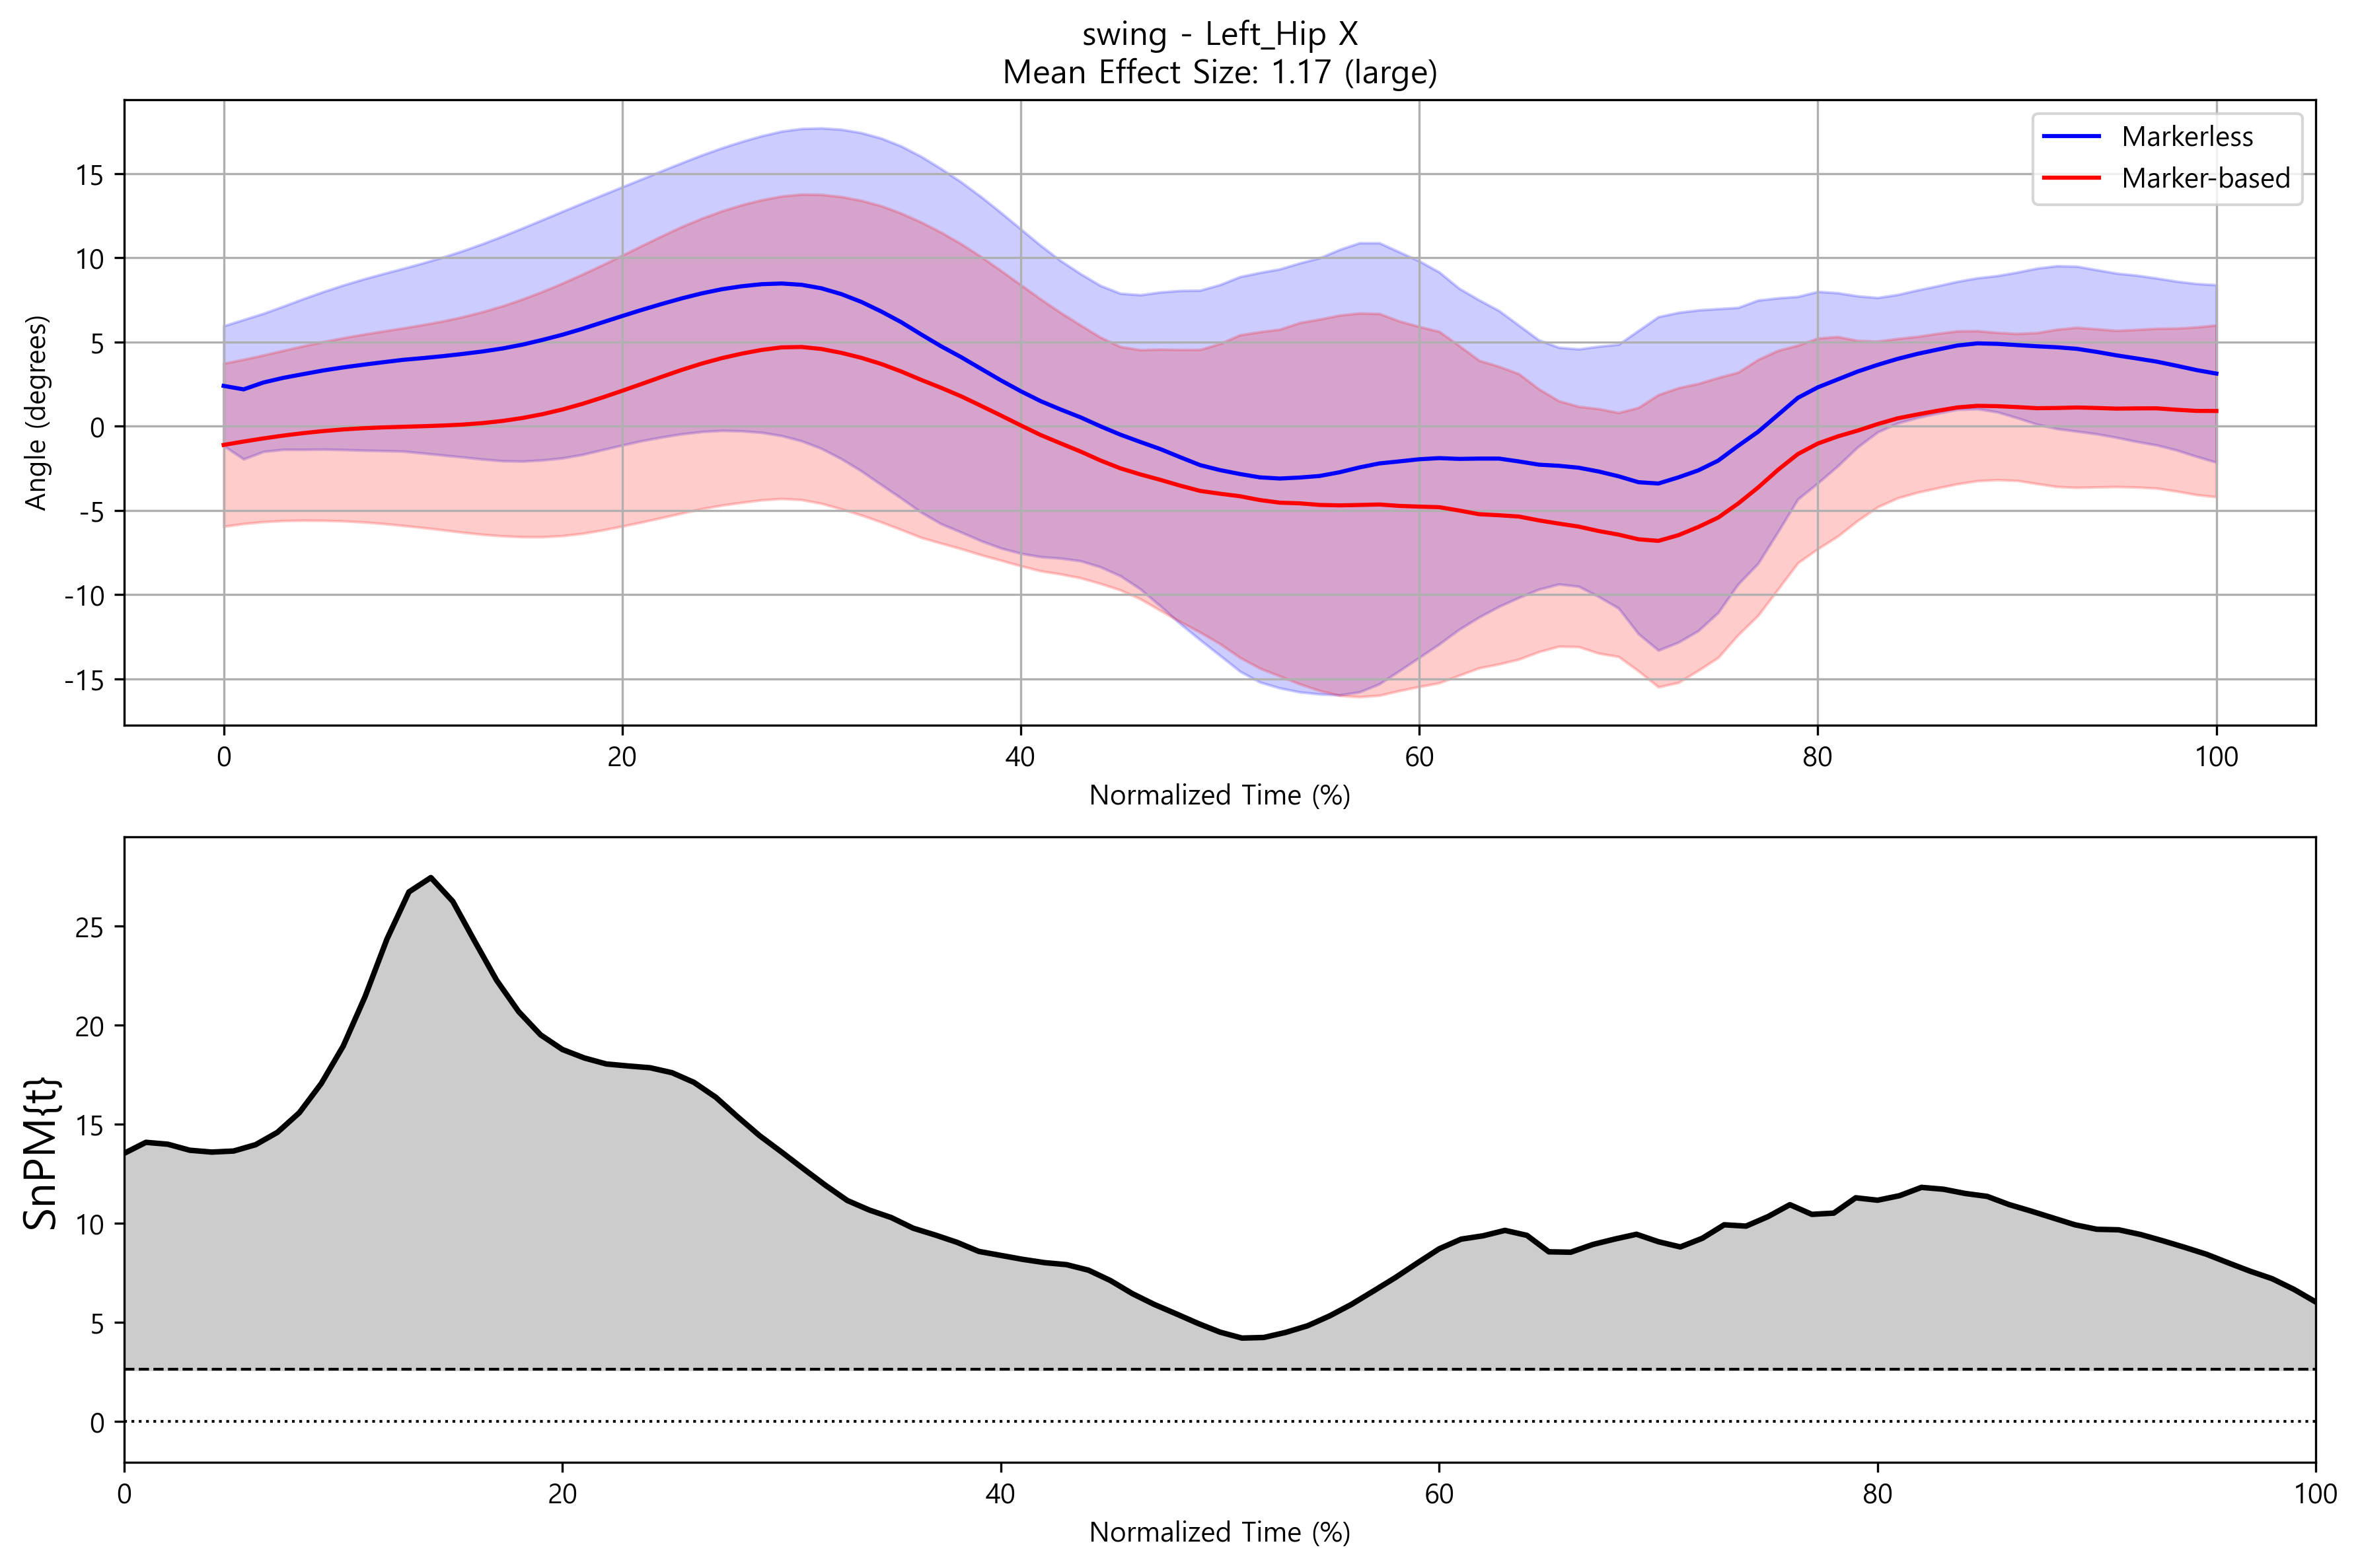 swing - Left_Hip X
Mean Effect Size: 1.17 (large)
Markerless
Marker-based
Angle (degrees)
15
10
5
0
-5
-10
-15
0 20 40 60 80 100
Normalized Time (%)
SnPM{t}
25
20
15
10
5
0
0 20 40 60 80 100
Normalized Time (%)